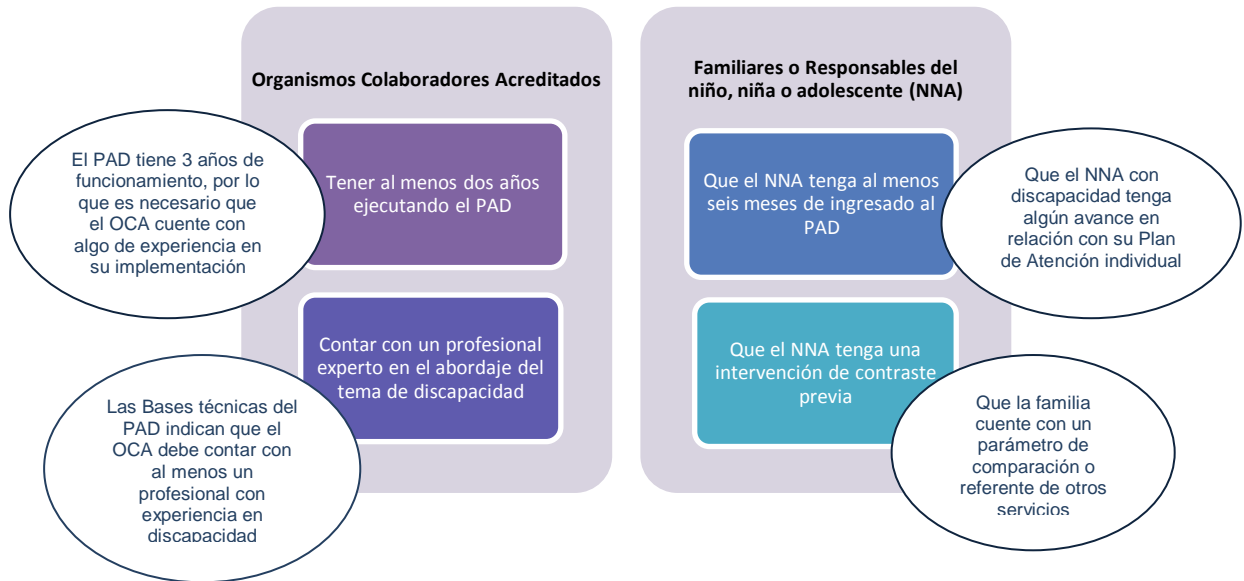 Organismos Colaboradores Acreditados
El PAD tiene 3 años de
funcionamiento, por lo
que es necesario que
el OCA cuente con
algo de experiencia en
su implementación
Tener al menos dos años
ejecutando el PAD
Contar con un profesional
experto en el abordaje del
tema de discapacidad
Las Bases técnicas del
PAD indican que el
OCA debe contar con
al menos un
profesional con
experiencia en
discapacidad
Familiares o Responsables del
niño, niña o adolescente (NNA)
Que el NNA tenga al menos
seis meses de ingresado al
PAD
Que el NNA con
discapacidad tenga
algún avance en
relación con su Plan
de Atención individual
Que el NNA tenga una
intervención de contraste
previa
Que la familia
cuente con un
parámetro de
comparación o
referente de otros
servicios